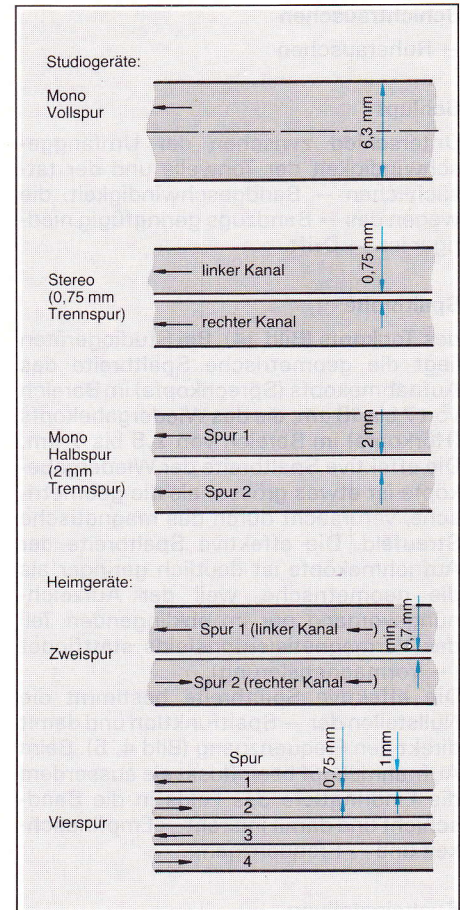 Studiogeräte:
Mono
Vollspur
6,3 mm
Stereo
(0,75 mm
Trennspur)
linker Kanal
0,75 mm
rechter Kanal
Mono
Halbspur
(2 mm
Trennspur)
Spur 1
2 mm
Spur 2
Heimgeräte:
Zweispur
Spur 1 (linker Kanal )
min.
0,7 mm
Spur 2 (rechter Kanal )
Vierspur
Spur
0,75 mm
1 mm
1
2
3
4